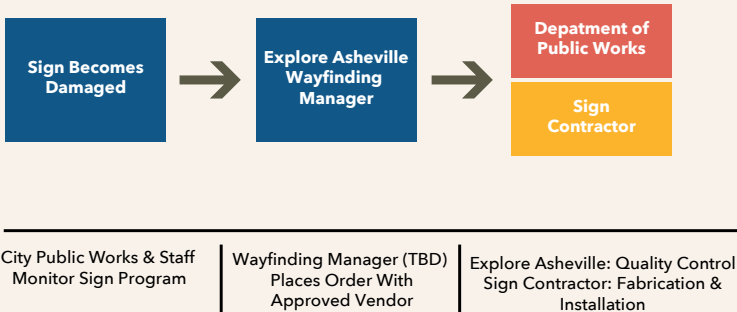 Sign Becomes
Damaged
Explore Asheville
Wayfinding
Manager
Depatment of
Public Works
Sign
Contractor
City Public Works & Staff
Monitor Sign Program
Wayfinding Manager (TBD)
Places Order With
Approved Vendor
Explore Asheville: Quality Control
Sign Contractor: Fabrication &
Installation